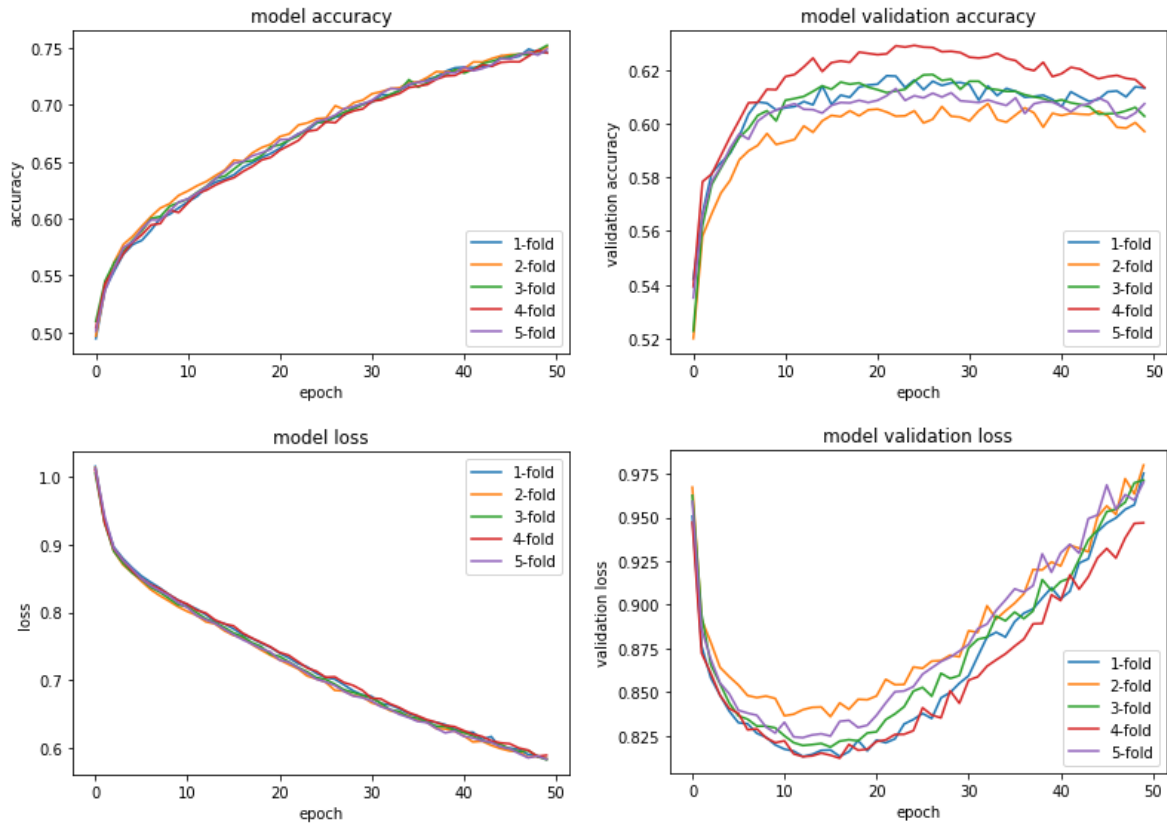 model accuracy
accuracy
0.75
0.70
0.65
0.60
0.55
0.50
0 10 20 30 40 50
epoch
1-fold
2-fold
3-fold
4-fold
5-fold
model validation accuracy
validation accuracy
0.62
0.60
0.58
0.56
0.54
0.52
0 10 20 30 40 50
epoch
1-fold
2-fold
3-fold
4-fold
5-fold
model loss
loss
1.0
0.9
0.8
0.7
0.6
0 10 20 30 40 50
epoch
1-fold
2-fold
3-fold
4-fold
5-fold
model validation loss
validation loss
0.975
0.950
0.925
0.900
0.875
0.850
0.825
0 10 20 30 40 50
epoch
1-fold
2-fold
3-fold
4-fold
5-fold